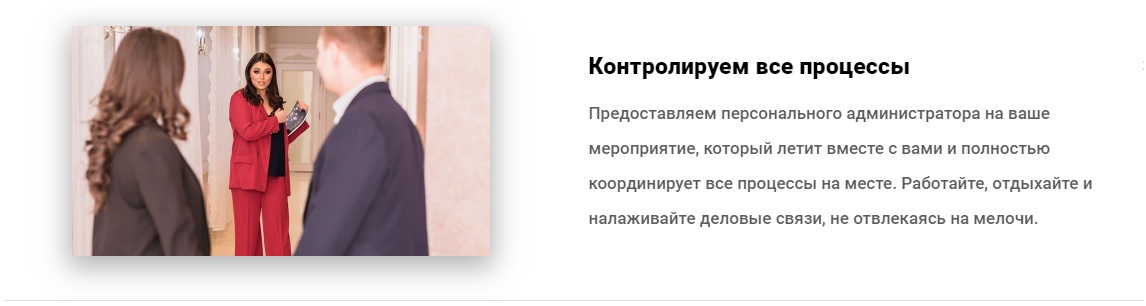 Контролируем все процессы
Предоставляем персонального администратора на ваше
мероприятие, который летит вместе с вами и полностью
координирует все процессы на месте. Работайте, отдыхайте и
налаживайте деловые связи, не отвлекаясь на мелочи.